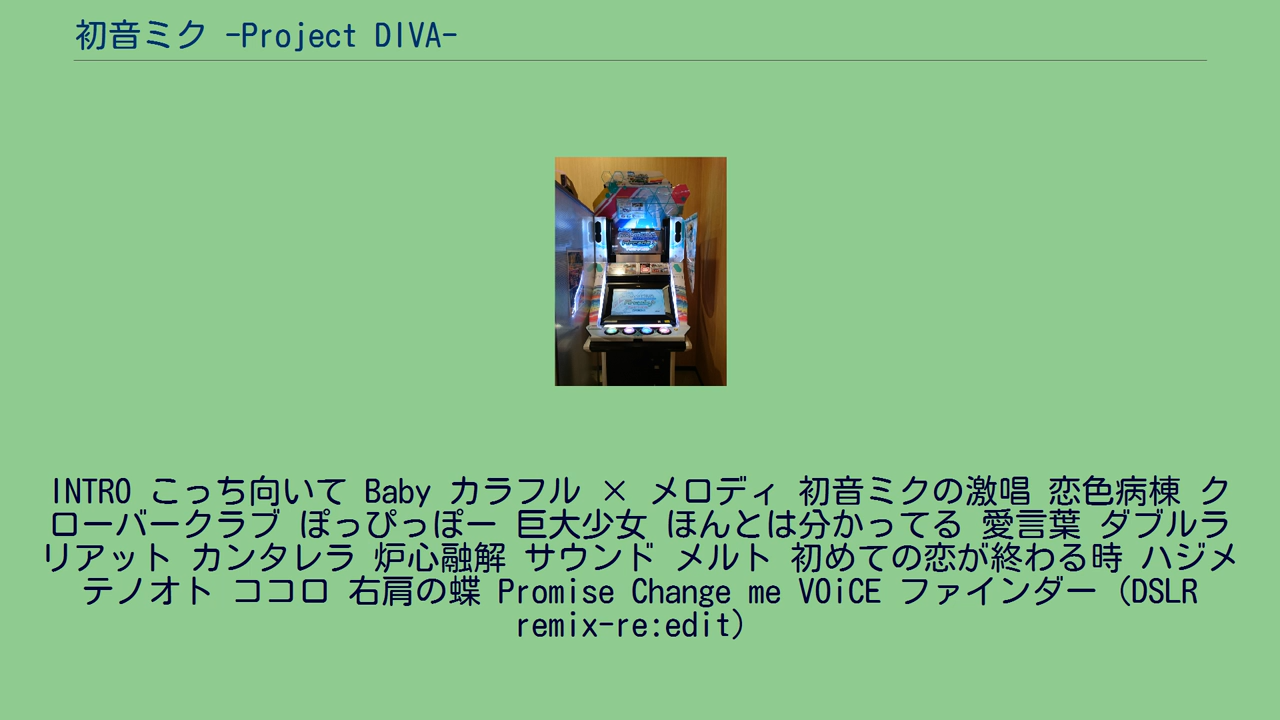 初音ミク -Project DIVA-
INTRO こっち向いて Baby カラフル × メロディ 初音ミクの激唱 恋色病棟 ク
ローバークラブ ぽっぴっぽー 巨大少女 ほんとは分かってる 愛言葉 ダブルラ
リアット カンタレラ 炉心融解 サウンド メルト 初めての恋が終わる時 ハジメ
テノオト ココロ 右肩の蝶 Promise Change me VOiCE ファインダー (DSLR
remix-re:edit)